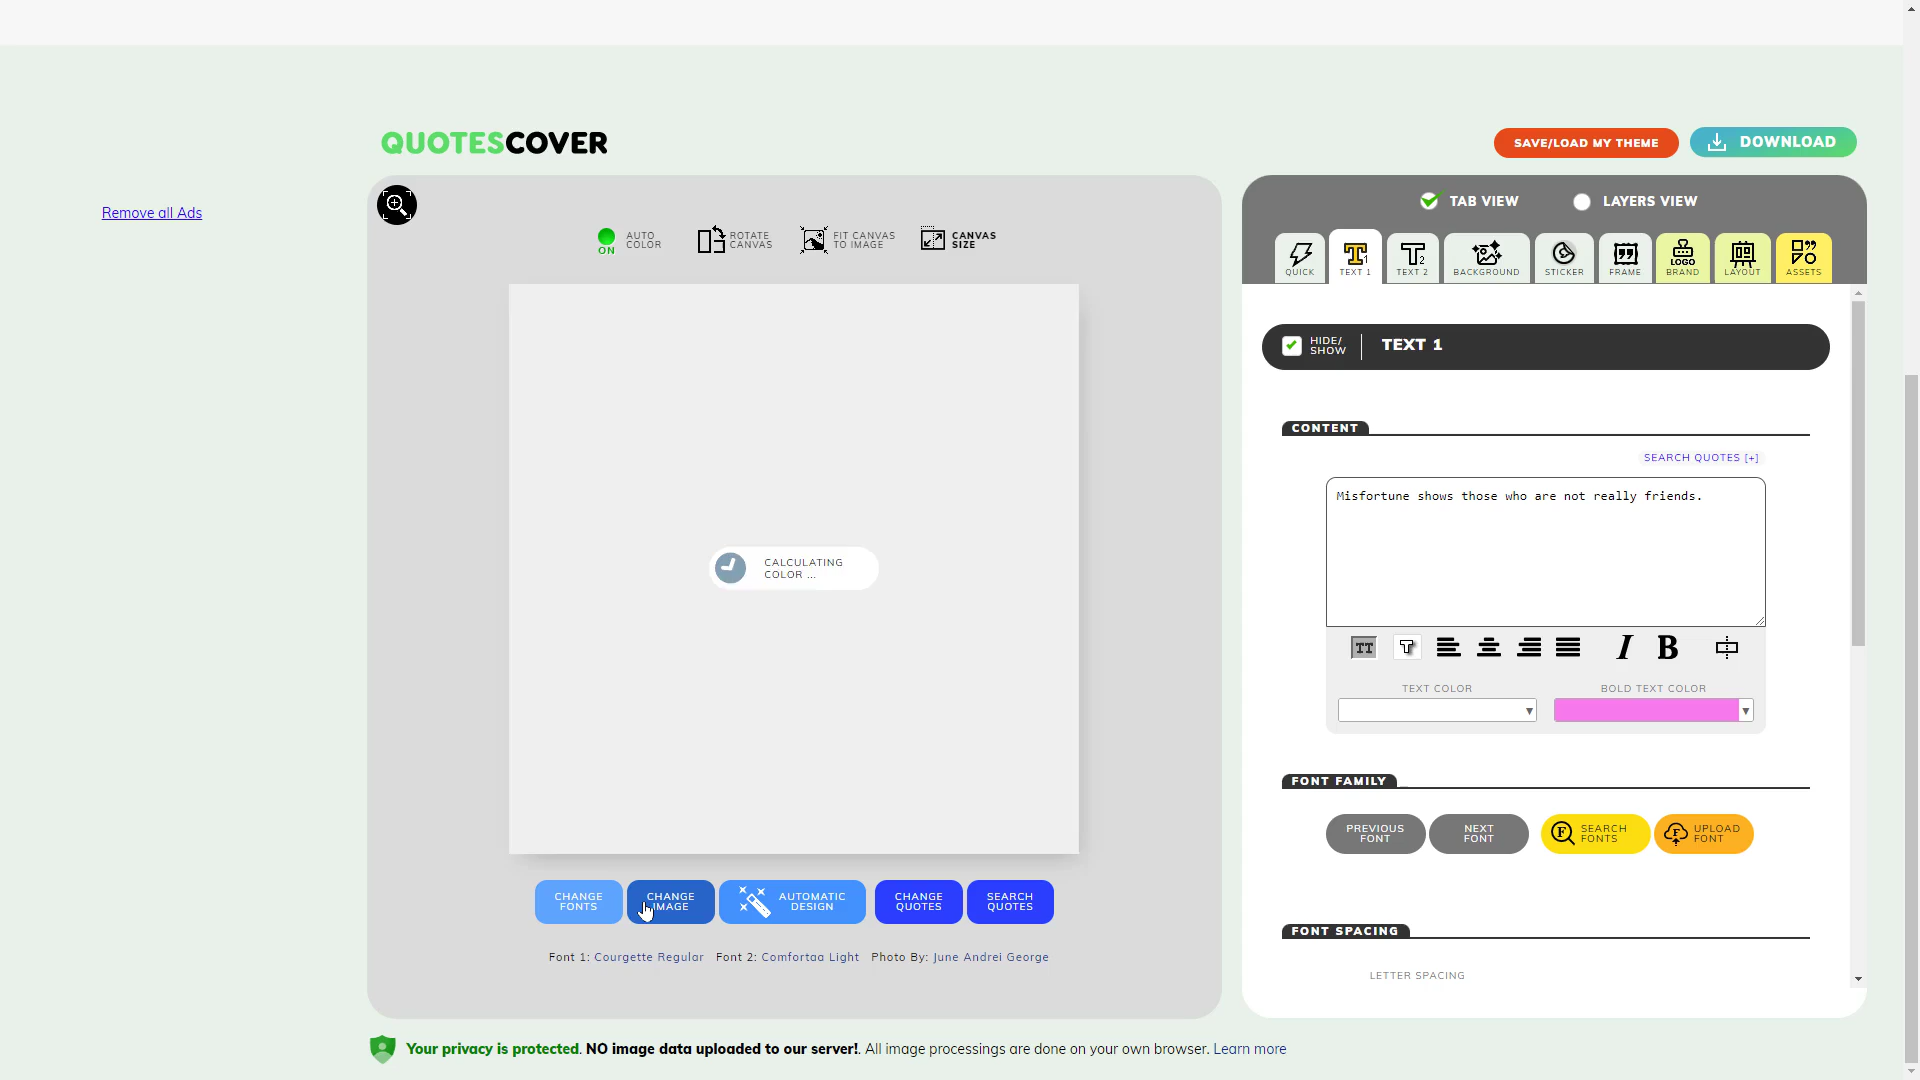 QUOTESCOVER
SAVE/LOAD MY THEME
DOWNLOAD
Remove all Ads
ON
AUTO
COLOR
ROTATE
CANVAS
FIT CANVAS
TO IMAGE
CANVAS
SIZE
TAB VIEW
LAYERS VIEW
QUICK
TEXT 1
TEXT 2
BACKGROUND
STICKER
FRAME
LOGO
BRAND
LAYOUT
ASSETS
HIDE/
SHOW
TEXT 1
CONTENT
SEARCH QUOTES [+]
Misfortune shows those who are not really friends.
CALCULATING
COLOR ...
TT
T
I
B
TEXT COLOR
BOLD TEXT COLOR
FONT FAMILY
PREVIOUS
FONT
NEXT
FONT
SEARCH
FONTS
UPLOAD
FONT
CHANGE
FONTS
CHANGE
IMAGE
AUTOMATIC
DESIGN
CHANGE
QUOTES
SEARCH
QUOTES
FONT SPACING
Font 1: Courgette Regular Font 2: Comfortaa Light Photo By: June Andrei George
LETTER SPACING
Your privacy is protected. NO image data uploaded to our server!. All image processings are done on your own browser. Learn more